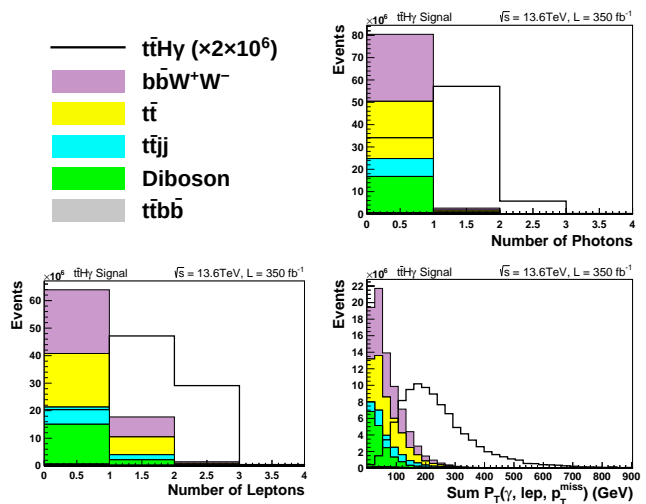 tt̄Hγ (×2×10⁶)
bb̄W⁺W⁻
tt̄
tt̄jj
Diboson
tt̄bb̄
×10⁶ tt̄Hγ Signal √s = 13.6TeV, L = 350 fb⁻¹
Events
80
70
60
50
40
30
20
10
0
0 0.5 1 1.5 2 2.5 3 3.5 4
Number of Photons
×10⁶ tt̄Hγ Signal √s = 13.6TeV, L = 350 fb⁻¹
Events
60
50
40
30
20
10
0
0 0.5 1 1.5 2 2.5 3 3.5 4
Number of Leptons
×10⁶ tt̄Hγ Signal √s = 13.6TeV, L = 350 fb⁻¹
Events
22
20
18
16
14
12
10
8
6
4
2
0
100 200 300 400 500 600 700 800 900
Sum P_T(γ, lep, p_T^miss) (GeV)